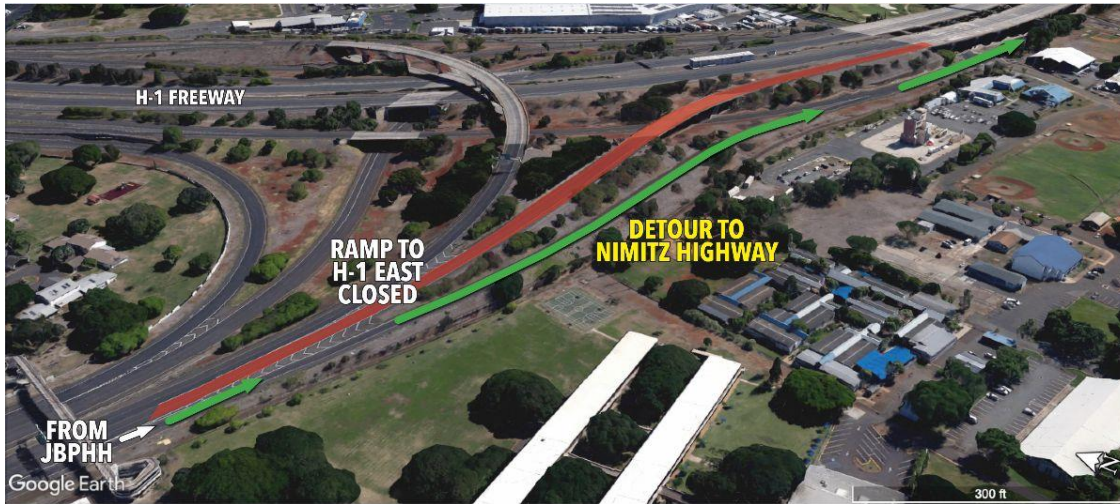 H-1 FREEWAY
RAMP TO
H-1 EAST
CLOSED
DETOUR TO
NIMITZ HIGHWAY
FROM
JBPHH
Google Earth
300 ft